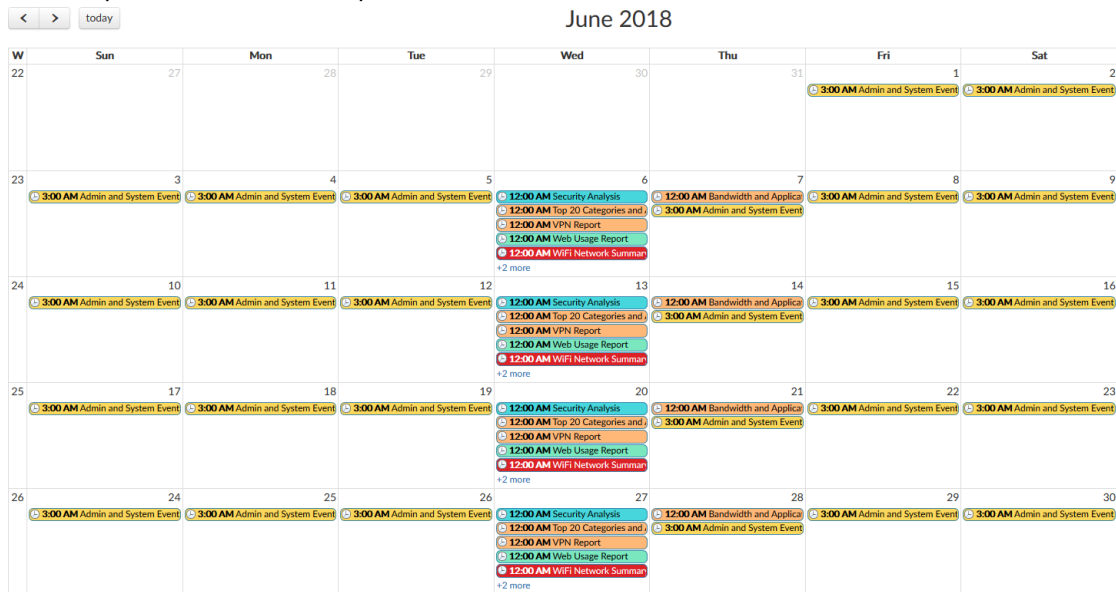 today
June 2018
W Sun Mon Tue Wed Thu Fri Sat
22 27 28 29 30 31 1 2
3:00 AM Admin and System Event 3:00 AM Admin and System Event
23 3 4 5 6 7 8 9
3:00 AM Admin and System Event 3:00 AM Admin and System Event 3:00 AM Admin and System Event 12:00 AM Security Analysis 12:00 AM Bandwidth and Applica 3:00 AM Admin and System Event 3:00 AM Admin and System Event
12:00 AM Top 20 Categories and 3:00 AM Admin and System Event
12:00 AM VPN Report
12:00 AM Web Usage Report
12:00 AM WiFi Network Summar
+2 more
24 10 11 12 13 14 15 16
3:00 AM Admin and System Event 3:00 AM Admin and System Event 3:00 AM Admin and System Event 12:00 AM Security Analysis 12:00 AM Bandwidth and Applica 3:00 AM Admin and System Event 3:00 AM Admin and System Event
12:00 AM Top 20 Categories and 3:00 AM Admin and System Event
12:00 AM VPN Report
12:00 AM Web Usage Report
12:00 AM WiFi Network Summar
+2 more
25 17 18 19 20 21 22 23
3:00 AM Admin and System Event 3:00 AM Admin and System Event 3:00 AM Admin and System Event 12:00 AM Security Analysis 12:00 AM Bandwidth and Applica 3:00 AM Admin and System Event 3:00 AM Admin and System Event
12:00 AM Top 20 Categories and 3:00 AM Admin and System Event
12:00 AM VPN Report
12:00 AM Web Usage Report
12:00 AM WiFi Network Summar
+2 more
26 24 25 26 27 28 29 30
3:00 AM Admin and System Event 3:00 AM Admin and System Event 3:00 AM Admin and System Event 12:00 AM Security Analysis 12:00 AM Bandwidth and Applica 3:00 AM Admin and System Event 3:00 AM Admin and System Event
12:00 AM Top 20 Categories and 3:00 AM Admin and System Event
12:00 AM VPN Report
12:00 AM Web Usage Report
12:00 AM WiFi Network Summar
+2 more